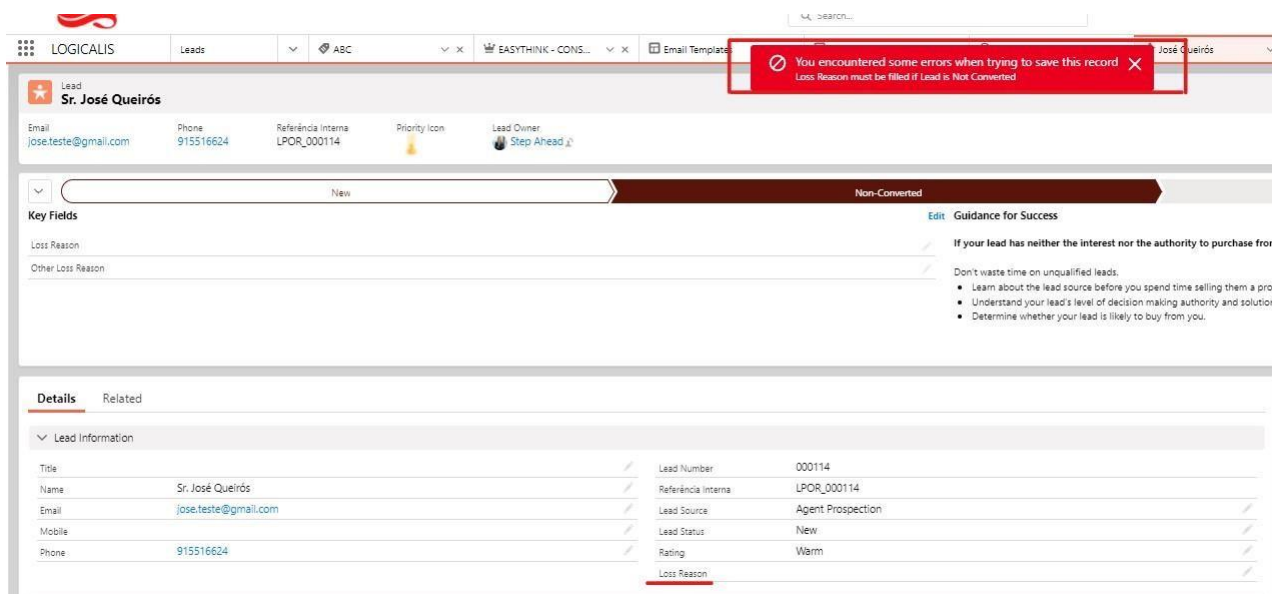 Search...
LOGICALIS
Leads
ABC
EASYTHINK - CONS...
Email Templates
José Queirós
You encountered some errors when trying to save this record
Loss Reason must be filled if Lead is Not Converted
Lead
Sr. José Queirós
Email
Phone
Referência Interna
Priority Icon
Lead Owner
jose.teste@gmail.com
915516624
LPOR_000114
Step Ahead
New
Non-Converted
Key Fields
Edit
Loss Reason
Other Loss Reason
Guidance for Success
If your lead has neither the interest nor the authority to purchase from
Don't waste time on unqualified leads.
Learn about the lead source before you spend time selling them a pro
Understand your lead's level of decision making authority and solution
Determine whether your lead is likely to buy from you.
Details Related
Lead Information
Title
Name Sr. José Queirós
Email jose.teste@gmail.com
Mobile
Phone 915516624
Lead Number 000114
Referência Interna LPOR_000114
Lead Source Agent Prospection
Lead Status New
Rating Warm
Loss Reason